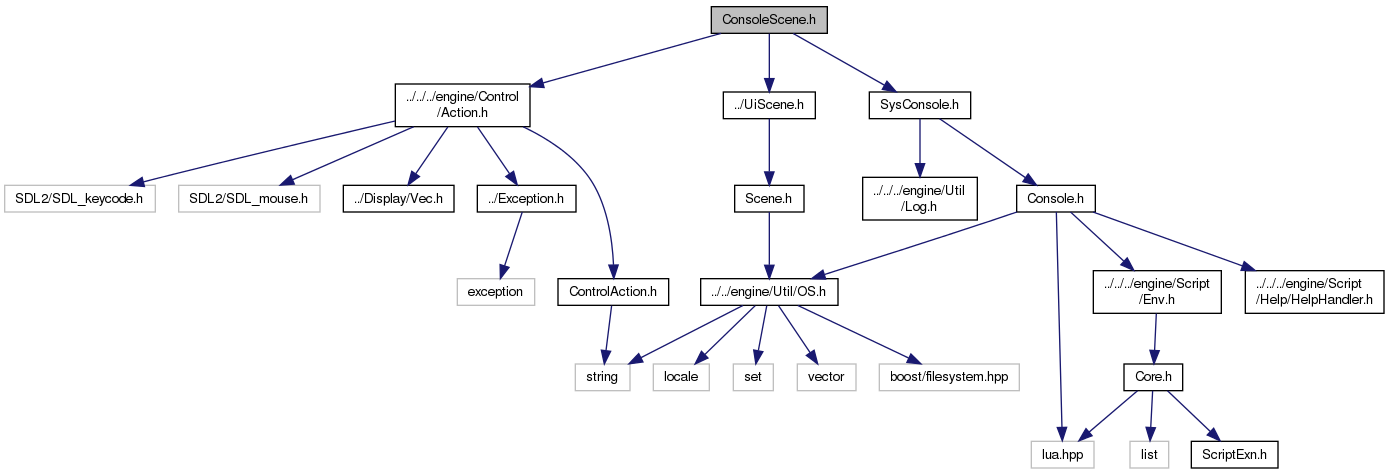 ConsoleScene.h
../../../engine/Control
/Action.h
../UiScene.h
SysConsole.h
SDL2/SDL_keycode.h
SDL2/SDL_mouse.h
../Display/Vec.h
../Exception.h
Scene.h
../../../engine/Util
/Log.h
Console.h
exception
ControlAction.h
../../engine/Util/OS.h
../../../engine/Script
/Env.h
../../../engine/Script
/Help/HelpHandler.h
string
locale
set
vector
boost/filesystem.hpp
Core.h
lua.hpp
list
ScriptExn.h